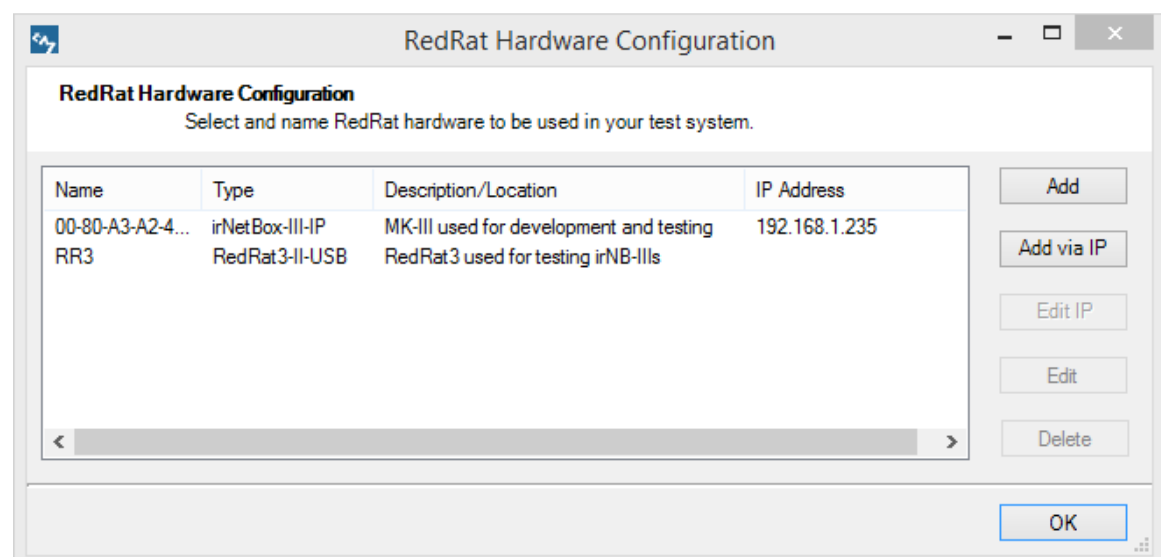 RedRat Hardware Configuration
RedRat Hardware Configuration
Select and name RedRat hardware to be used in your test system.
Name Type Description/Location IP Address
00-80-A3-A2-4... irNetBox-III-IP MK-III used for development and testing 192.168.1.235
RR3 RedRat3-II-USB RedRat3 used for testing irNB-IIIs
Add
Add via IP
Edit IP
Edit
Delete
OK